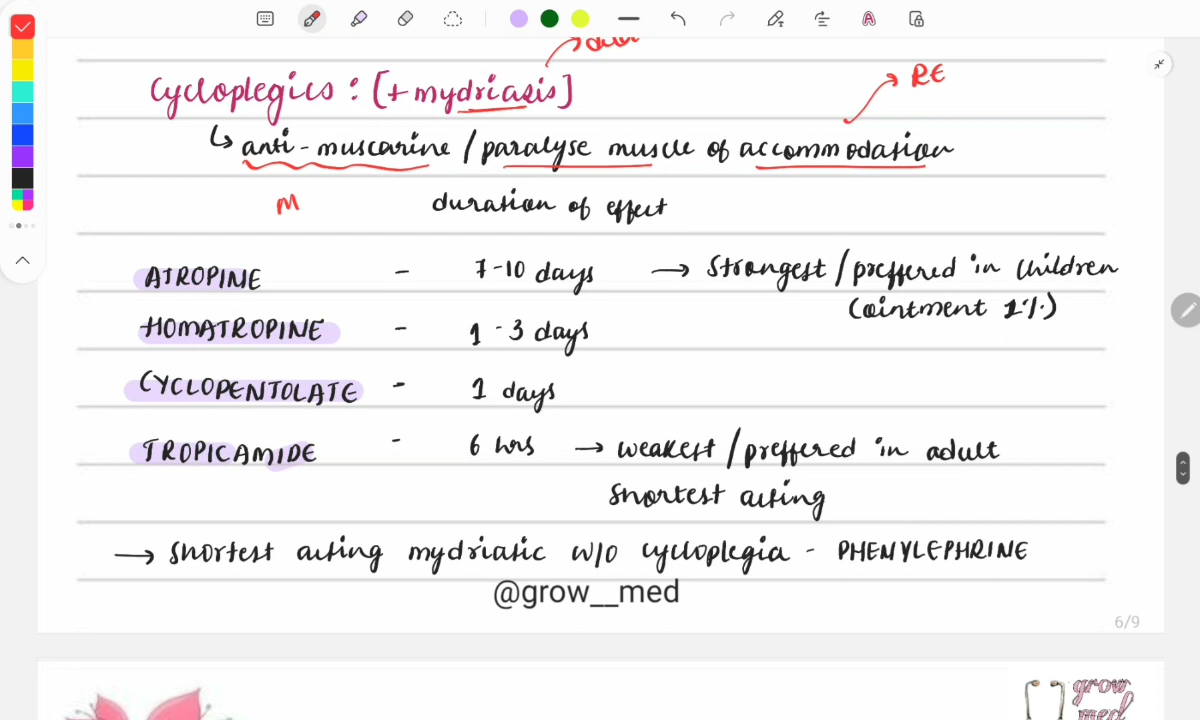 Cycloplegics : [+ mydriasis]
RE
↳ anti-muscarine / paralyse muscle of accommodation
M
duration of effect
ATROPINE - 7-10 days → Strongest / preffered in children
(ointment 1%)
HOMATROPINE - 1-3 days
CYCLOPENTOLATE - 1 days
TROPICAMIDE - 6 hrs → weakest / preffered in adult
shortest acting
→ shortest acting mydriatic w/o cycloplegia - PHENYLEPHRINE
@grow__med
6/9
grow
med